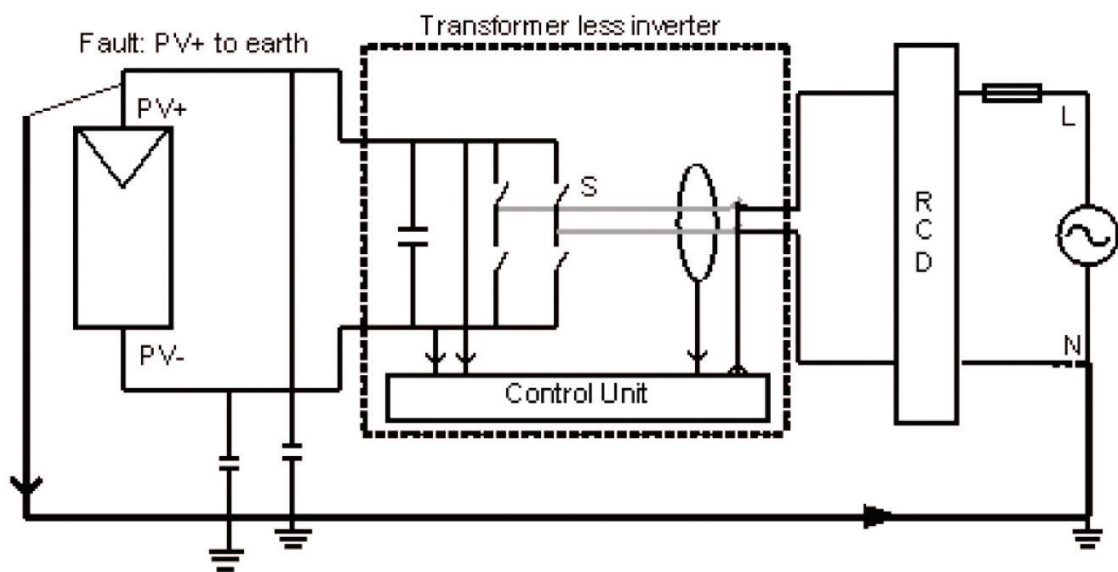 Transformer less inverter
Fault: PV+ to earth
PV+
S
L
R
C
D
N
PV-
Control Unit